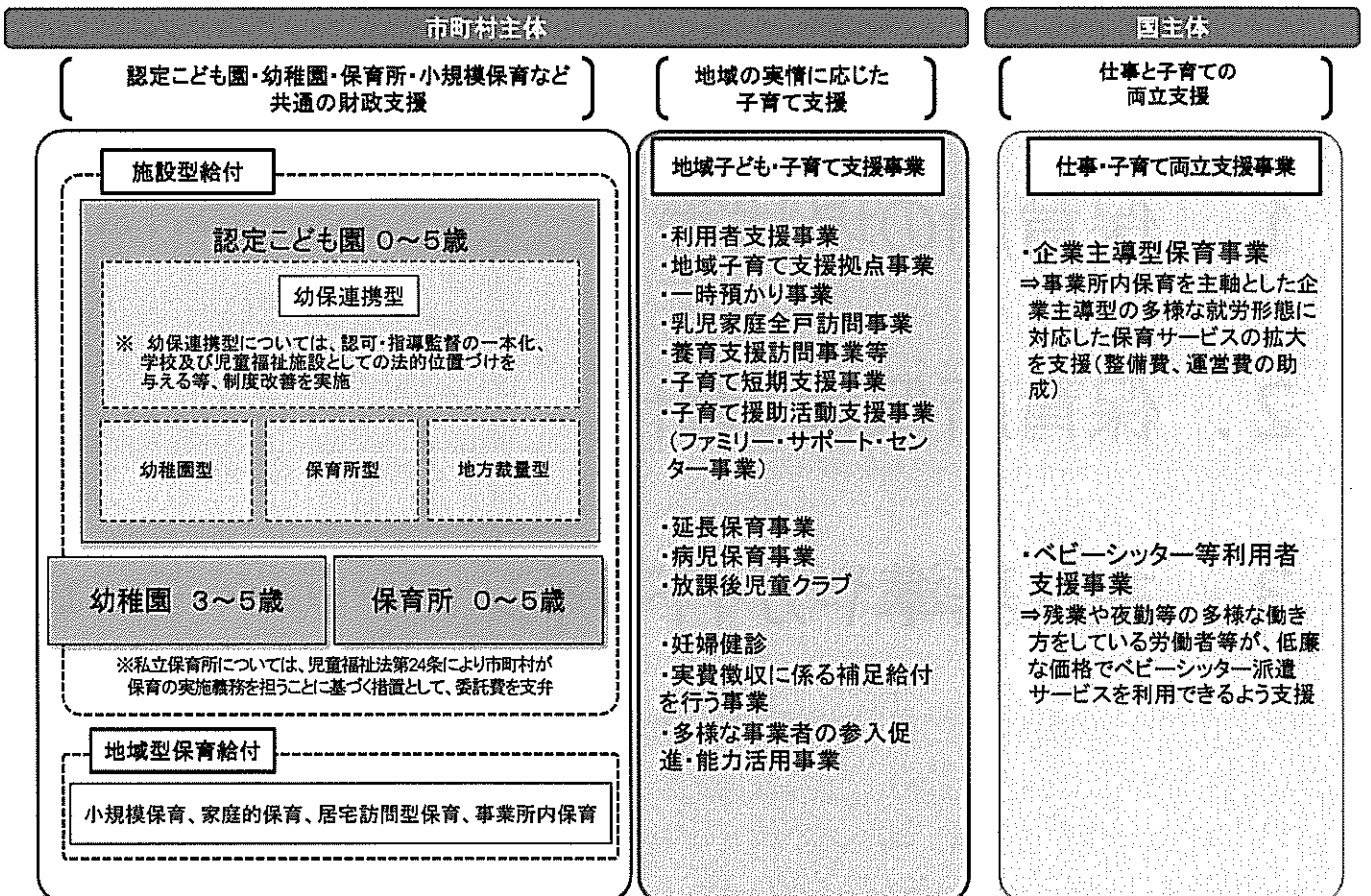 市町村主体
国主体
認定こども園・幼稚園・保育所・小規模保育など
共通の財政支援
地域の実情に応じた
子育て支援
仕事と子育ての
両立支援
施設型給付
認定こども園 0～5歳
幼保連携型
※ 幼保連携型については、認可・指導監督の一本化、
学校及び児童福祉施設としての法的位置づけを
与える等、制度改善を実施
幼稚園型
保育所型
地方裁量型
幼稚園 3～5歳
保育所 0～5歳
※私立保育所については、児童福祉法第24条により市町村が
保育の実施義務を担うことに基づく措置として、委託費を支弁
地域型保育給付
小規模保育、家庭的保育、居宅訪問型保育、事業所内保育
地域子ども・子育て支援事業
・利用者支援事業
・地域子育て支援拠点事業
・一時預かり事業
・乳児家庭全戸訪問事業
・養育支援訪問事業等
・子育て短期支援事業
・子育て援助活動支援事業
(ファミリー・サポート・セン
ター事業)
・延長保育事業
・病児保育事業
・放課後児童クラブ
・妊婦健診
・実費徴収に係る補足給付
を行う事業
・多様な事業者の参入促
進・能力活用事業
仕事・子育て両立支援事業
・企業主導型保育事業
⇒事業所内保育を主軸とした企
業主導型の多様な就労形態に
対応した保育サービスの拡大
を支援(整備費、運営費の助
成)
・ベビーシッター等利用者
支援事業
⇒残業や夜勤等の多様な働き
方をしている労働者等が、低廉
な価格でベビーシッター派遣
サービスを利用できるよう支援